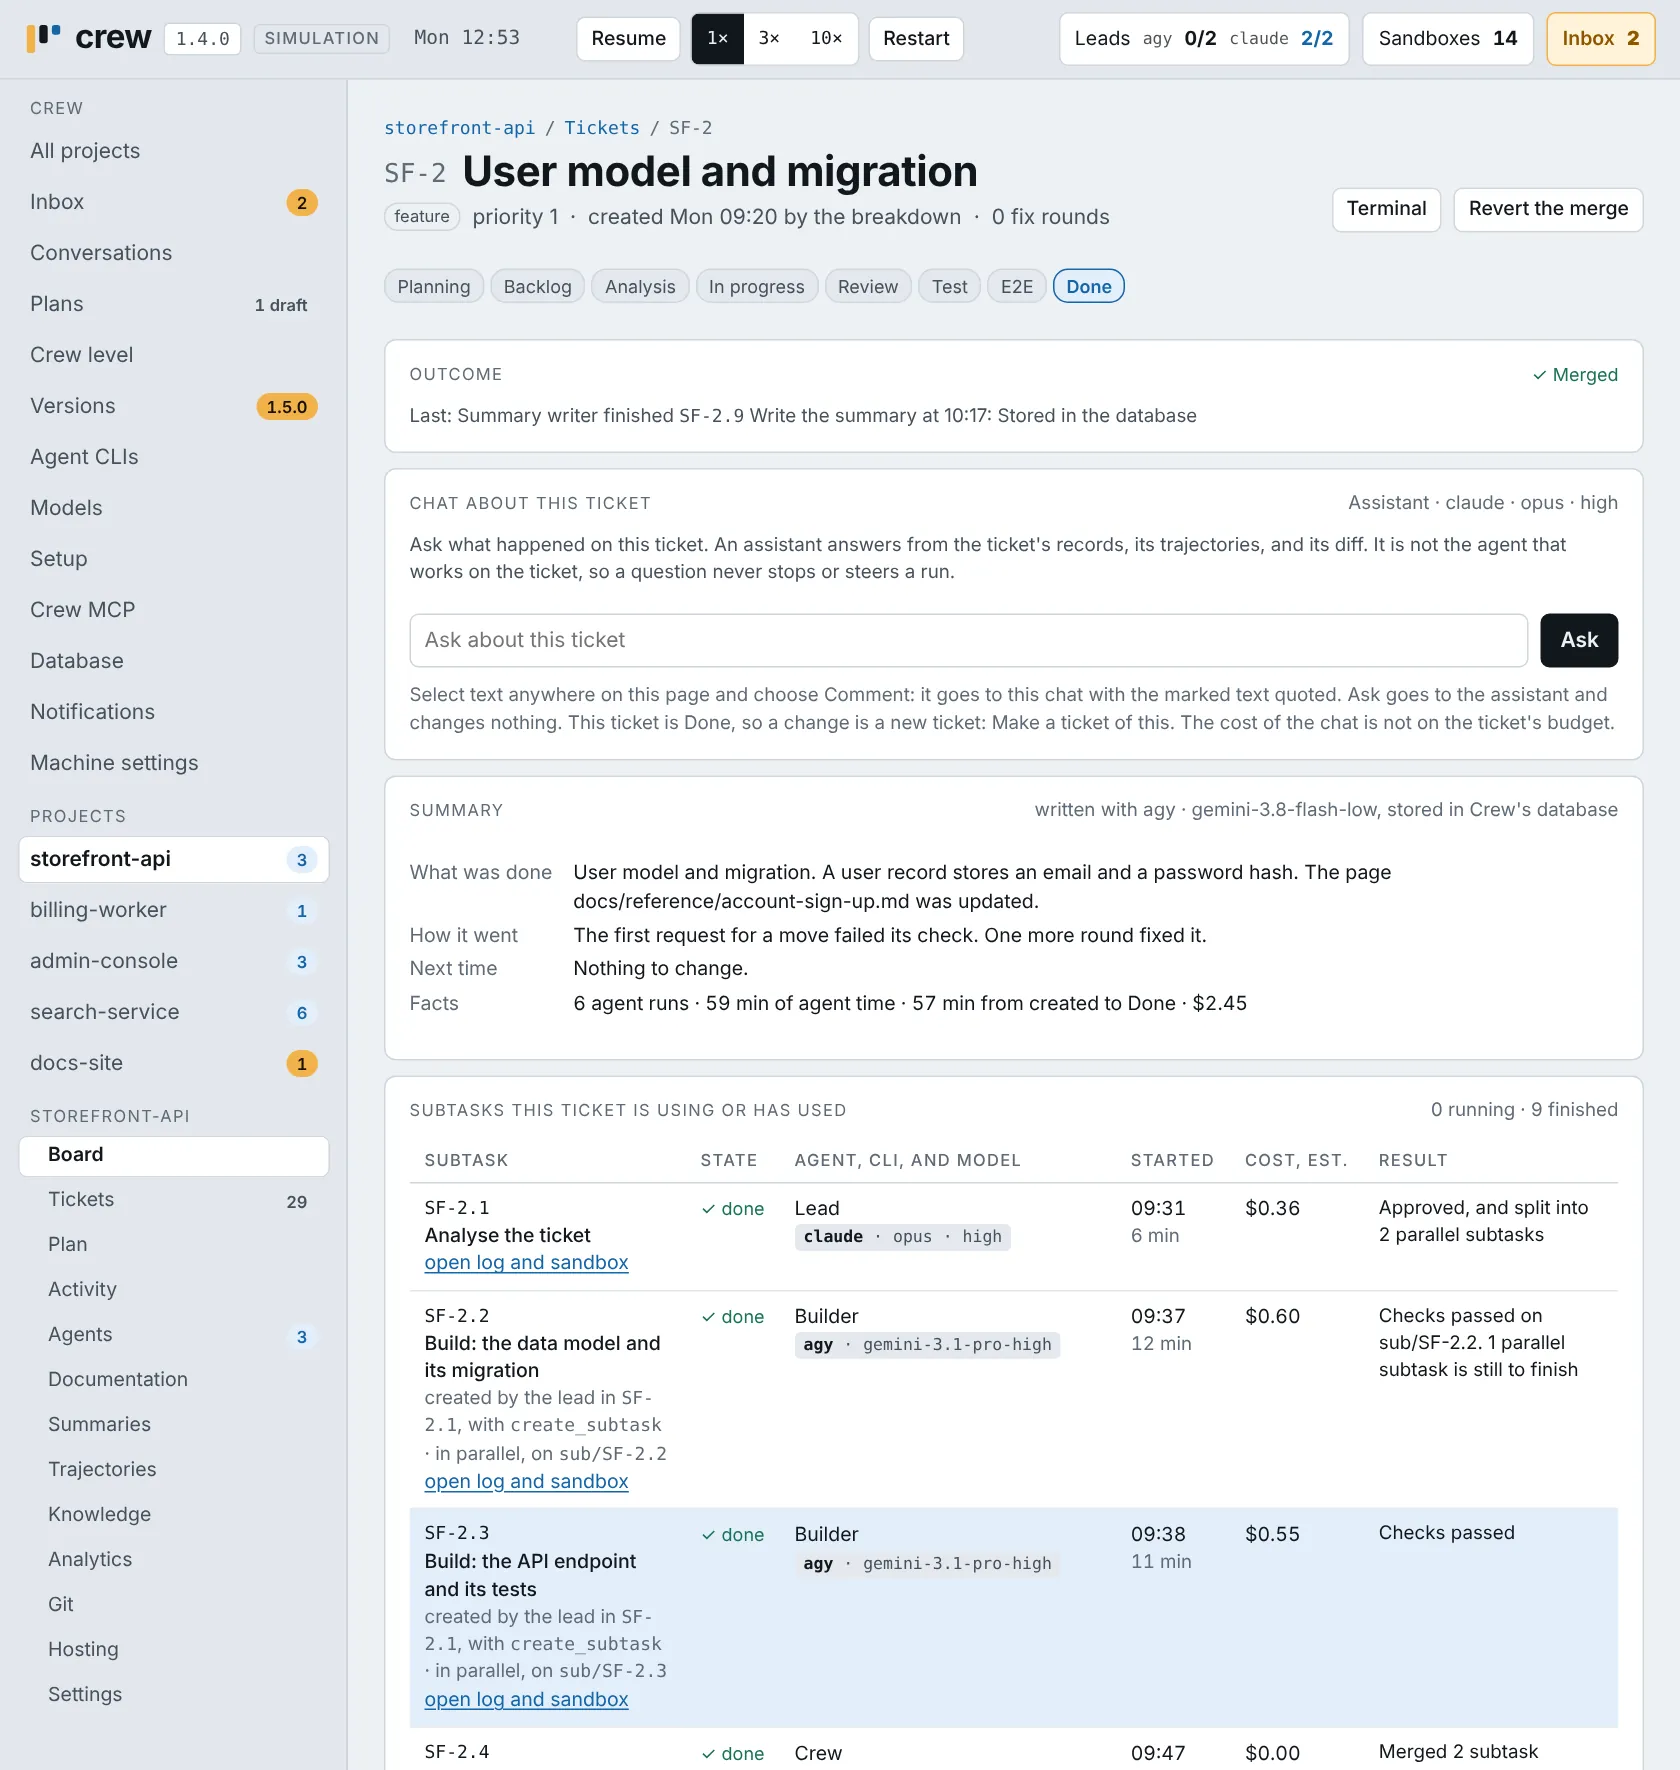 crew 1.4.0 SIMULATION Mon 12:53 Resume 1× 3× 10× Restart Leads agy 0/2 claude 2/2 Sandboxes 14 Inbox 2
CREW
All projects
Inbox 2
Conversations
Plans 1 draft
Crew level
Versions 1.5.0
Agent CLIs
Models
Setup
Crew MCP
Database
Notifications
Machine settings
PROJECTS
storefront-api 3
billing-worker 1
admin-console 3
search-service 6
docs-site 1
STOREFRONT-API
Board
Tickets 29
Plan
Activity
Agents 3
Documentation
Summaries
Trajectories
Knowledge
Analytics
Git
Hosting
Settings
storefront-api / Tickets / SF-2
SF-2 User model and migration
feature priority 1 · created Mon 09:20 by the breakdown · 0 fix rounds
Terminal Revert the merge
Planning Backlog Analysis In progress Review Test E2E Done
OUTCOME ✓ Merged
Last: Summary writer finished SF-2.9 Write the summary at 10:17: Stored in the database
CHAT ABOUT THIS TICKET Assistant · claude · opus · high
Ask what happened on this ticket. An assistant answers from the ticket's records, its trajectories, and its diff. It is not the agent that
works on the ticket, so a question never stops or steers a run.
Ask about this ticket Ask
Select text anywhere on this page and choose Comment: it goes to this chat with the marked text quoted. Ask goes to the assistant and
changes nothing. This ticket is Done, so a change is a new ticket: Make a ticket of this. The cost of the chat is not on the ticket's budget.
SUMMARY written with agy · gemini-3.8-flash-low, stored in Crew's database
What was done User model and migration. A user record stores an email and a password hash. The page
docs/reference/account-sign-up.md was updated.
How it went The first request for a move failed its check. One more round fixed it.
Next time Nothing to change.
Facts 6 agent runs · 59 min of agent time · 57 min from created to Done · $2.45
SUBTASKS THIS TICKET IS USING OR HAS USED 0 running · 9 finished
SUBTASK STATE AGENT, CLI, AND MODEL STARTED COST, EST. RESULT
SF-2.1 ✓ done Lead 09:31 $0.36 Approved, and split into
Analyse the ticket claude · opus · high 6 min 2 parallel subtasks
open log and sandbox
SF-2.2 ✓ done Builder 09:37 $0.60 Checks passed on
Build: the data model and agy · gemini-3.1-pro-high 12 min sub/SF-2.2. 1 parallel
its migration subtask is still to finish
created by the lead in SF-
2.1, with create_subtask
· in parallel, on sub/SF-2.2
open log and sandbox
SF-2.3 ✓ done Builder 09:38 $0.55 Checks passed
Build: the API endpoint agy · gemini-3.1-pro-high 11 min
and its tests
created by the lead in SF-
2.1, with create_subtask
· in parallel, on sub/SF-2.3
open log and sandbox
SF-2.4 ✓ done Crew 09:47 $0.00 Merged 2 subtask